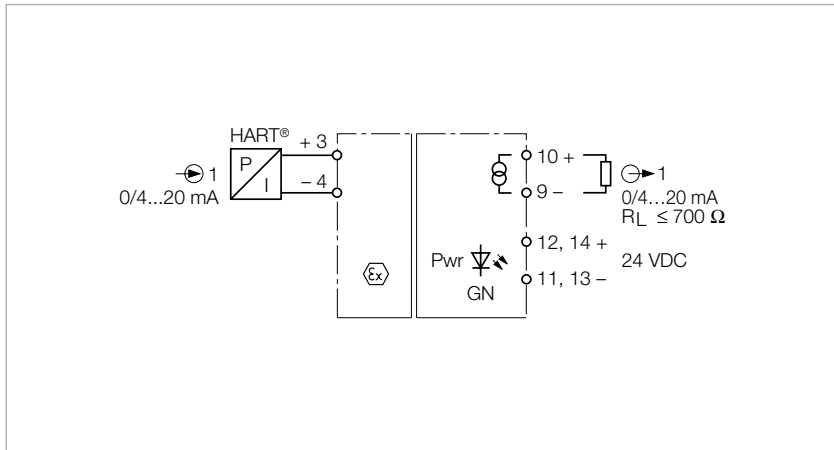 HART®
+ 3
P
I
– 4
1
0/4...20 mA
Ɛx
10 +
9 –
1
0/4...20 mA
RL ≤ 700 Ω
12, 14 +
11, 13 –
24 VDC
Pwr
GN